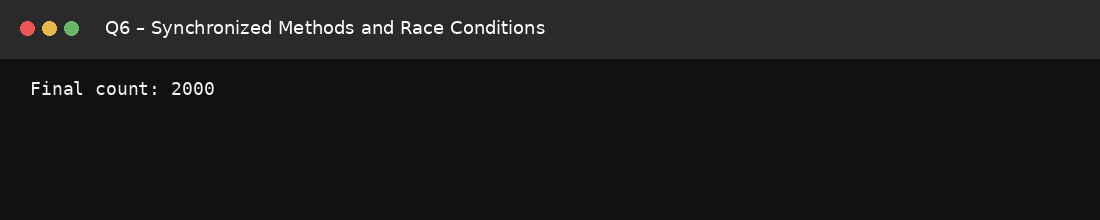 Q6 – Synchronized Methods and Race Conditions
Final count: 2000